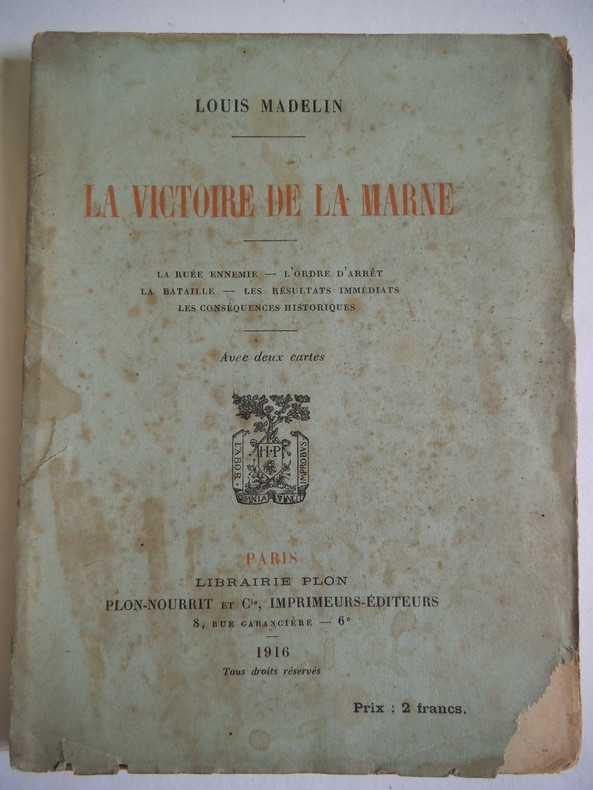 LOUIS MADELIN
LA VICTOIRE DE LA MARNE
LA RUÉE ENNEMIE — L'ORDRE D'ARRÊT
LA BATAILLE — LES RÉSULTATS IMMÉDIATS
LES CONSÉQUENCES HISTORIQUES
Avec deux cartes
LABOR
H·P
IMPROBVS
OMNIA
PARIS
LIBRAIRIE PLON
PLON-NOURRIT ET Cie, IMPRIMEURS-ÉDITEURS
8, RUE GARANCIÈRE — 6e
1916
Tous droits réservés
Prix : 2 francs.